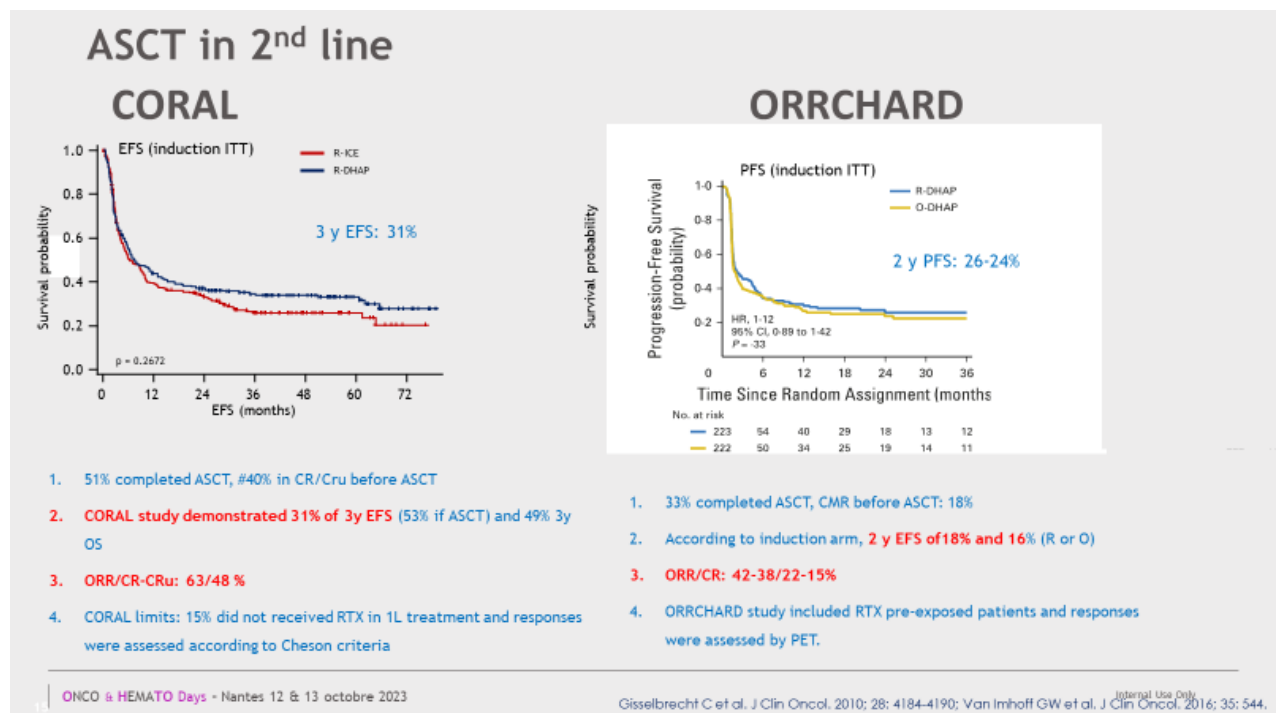 ASCT in 2nd line
CORAL
ORRCHARD
EFS (induction ITT)
R-ICE
R-DHAP
3 y EFS: 31%
Survival probability
1.0
0.8
0.6
0.4
0.2
0.0
p = 0.2672
0 12 24 36 48 60 72
EFS (months)
Survival probability
PFS (induction ITT)
R-DHAP
O-DHAP
2 y PFS: 26-24%
Progression-Free Survival
(probability)
1·0
0·8
0·6
0·4
0·2
HR, 1·12
95% CI, 0·89 to 1·42
P = ·33
0 6 12 18 24 30 36
Time Since Random Assignment (months
No. at risk
223 54 40 29 18 13 12
222 50 34 25 19 14 11
1. 51% completed ASCT, #40% in CR/Cru before ASCT
2. CORAL study demonstrated 31% of 3y EFS (53% if ASCT) and 49% 3y
OS
3. ORR/CR-CRu: 63/48 %
4. CORAL limits: 15% did not received RTX in 1L treatment and responses
were assessed according to Cheson criteria
1. 33% completed ASCT, CMR before ASCT: 18%
2. According to induction arm, 2 y EFS of18% and 16% (R or O)
3. ORR/CR: 42-38/22-15%
4. ORRCHARD study included RTX pre-exposed patients and responses
were assessed by PET.
ONCO & HEMATO Days - Nantes 12 & 13 octobre 2023
Internal Use Only
Gisselbrecht C et al. J Clin Oncol. 2010; 28: 4184-4190; Van Imhoff GW et al. J Clin Oncol. 2016; 35: 544.